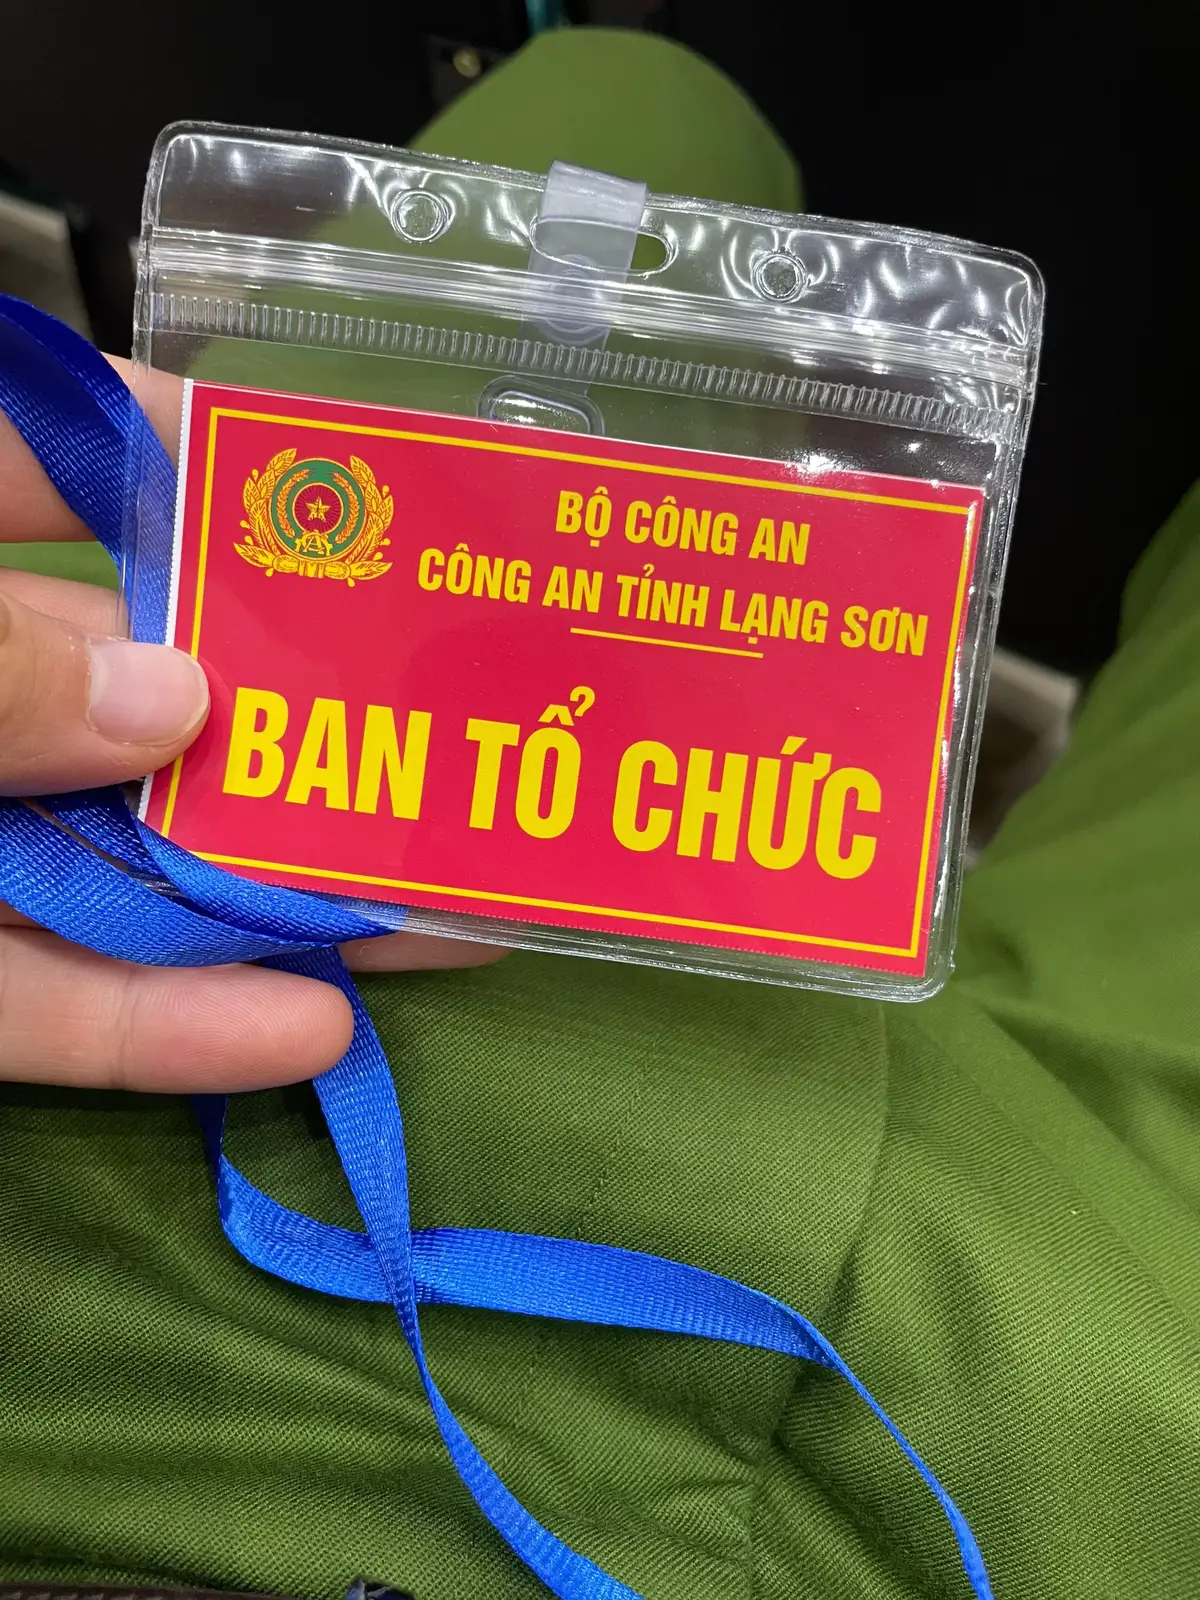 BỘ CÔNG AN
CÔNG AN TỈNH LẠNG SƠN
BAN TỔ CHỨC